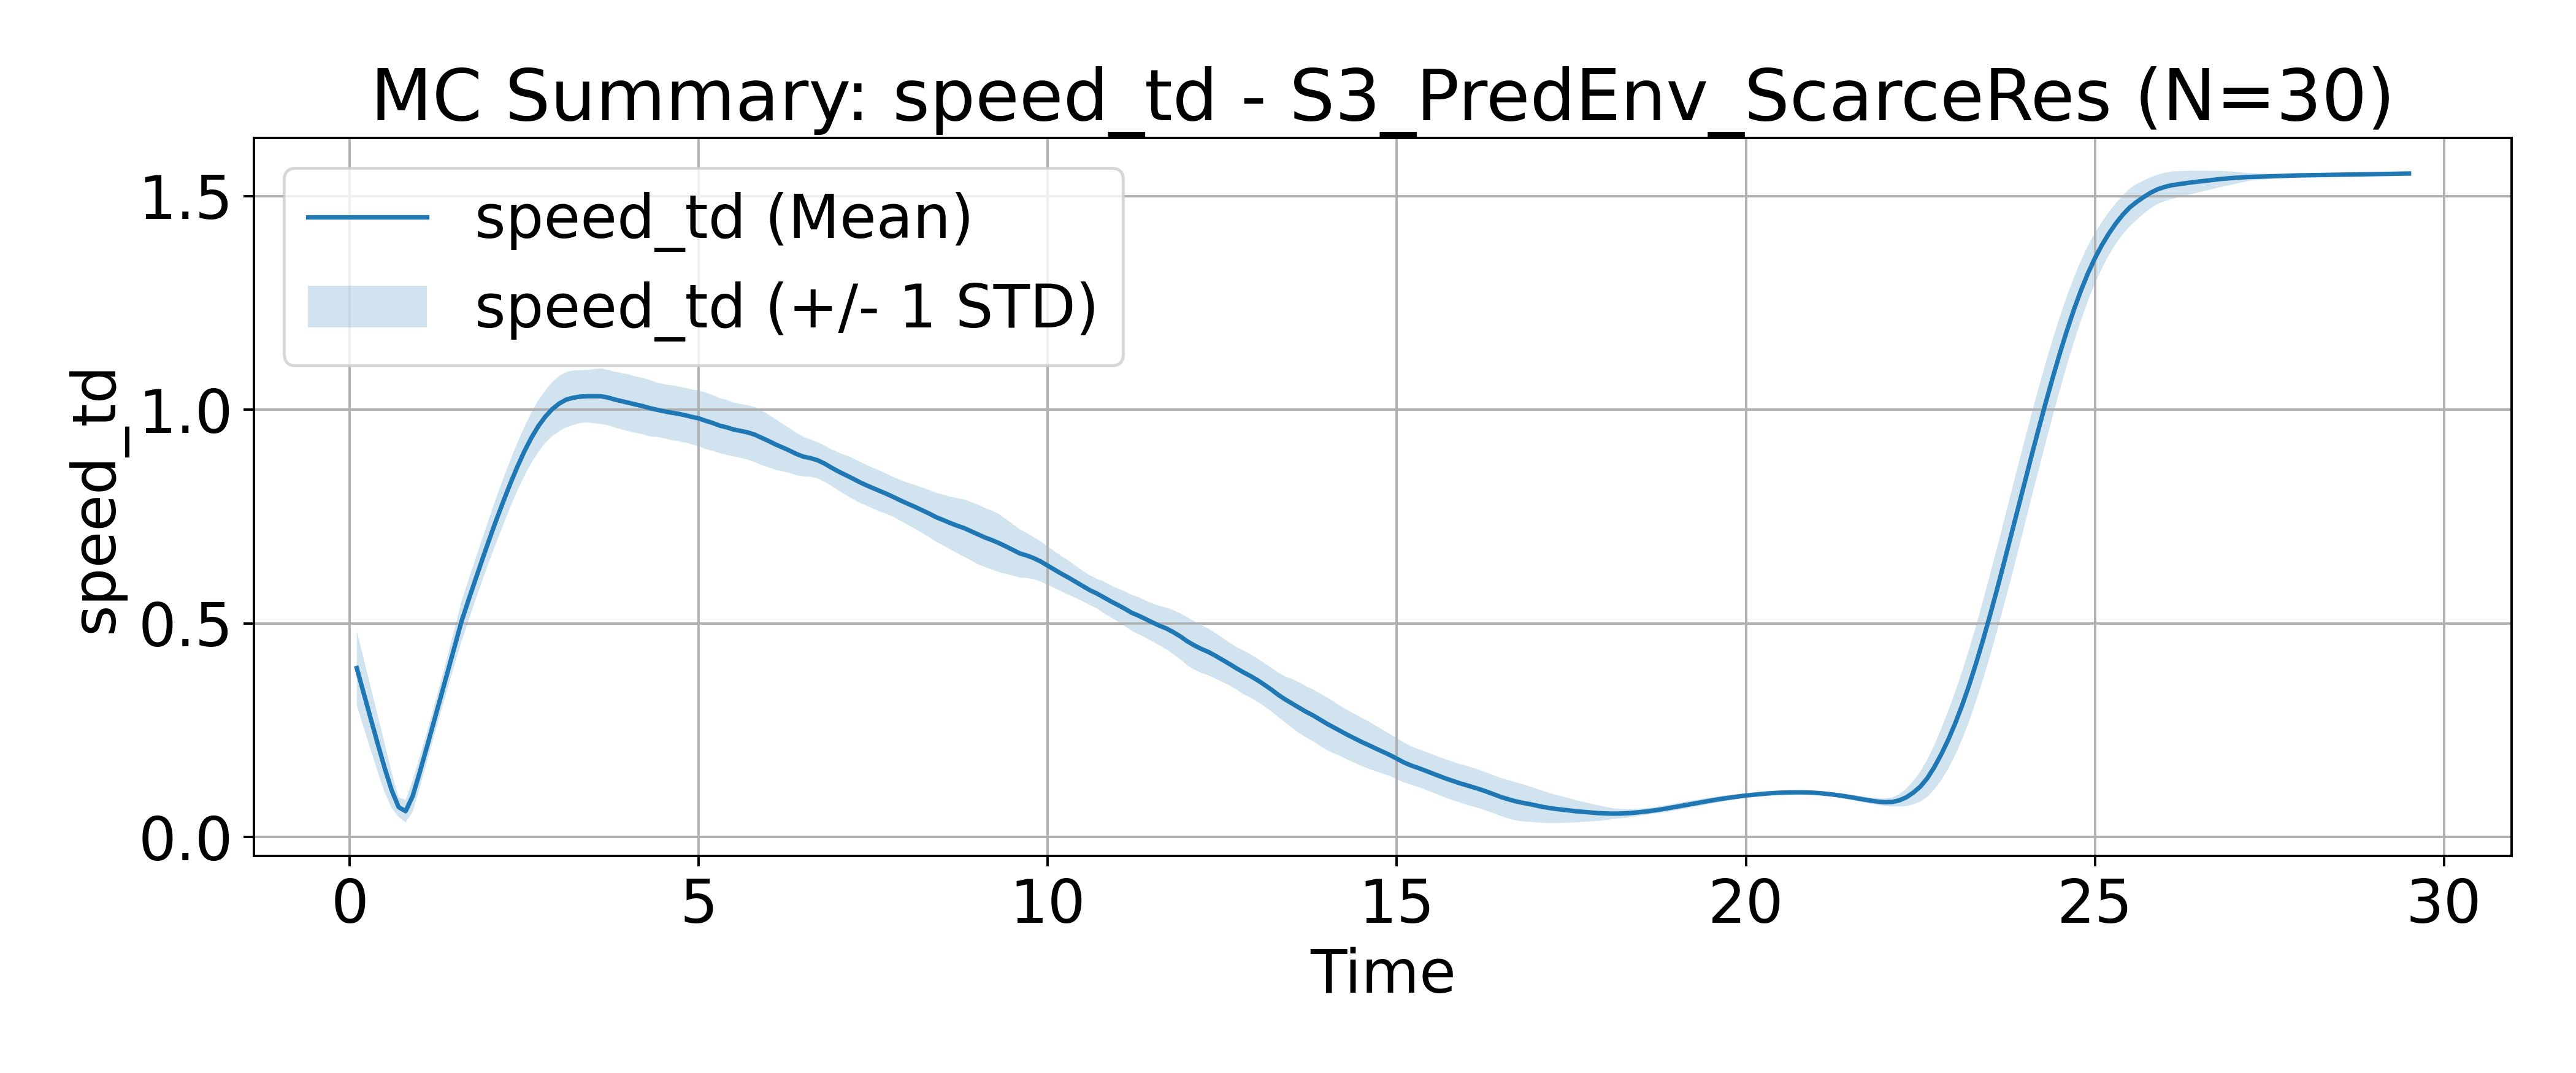 MC Summary: speed_td - S3_PredEnv_ScarceRes (N=30)
speed_td (Mean)
speed_td (+/- 1 STD)
speed_td
1.5
1.0
0.5
0.0
0 5 10 15 20 25 30
Time